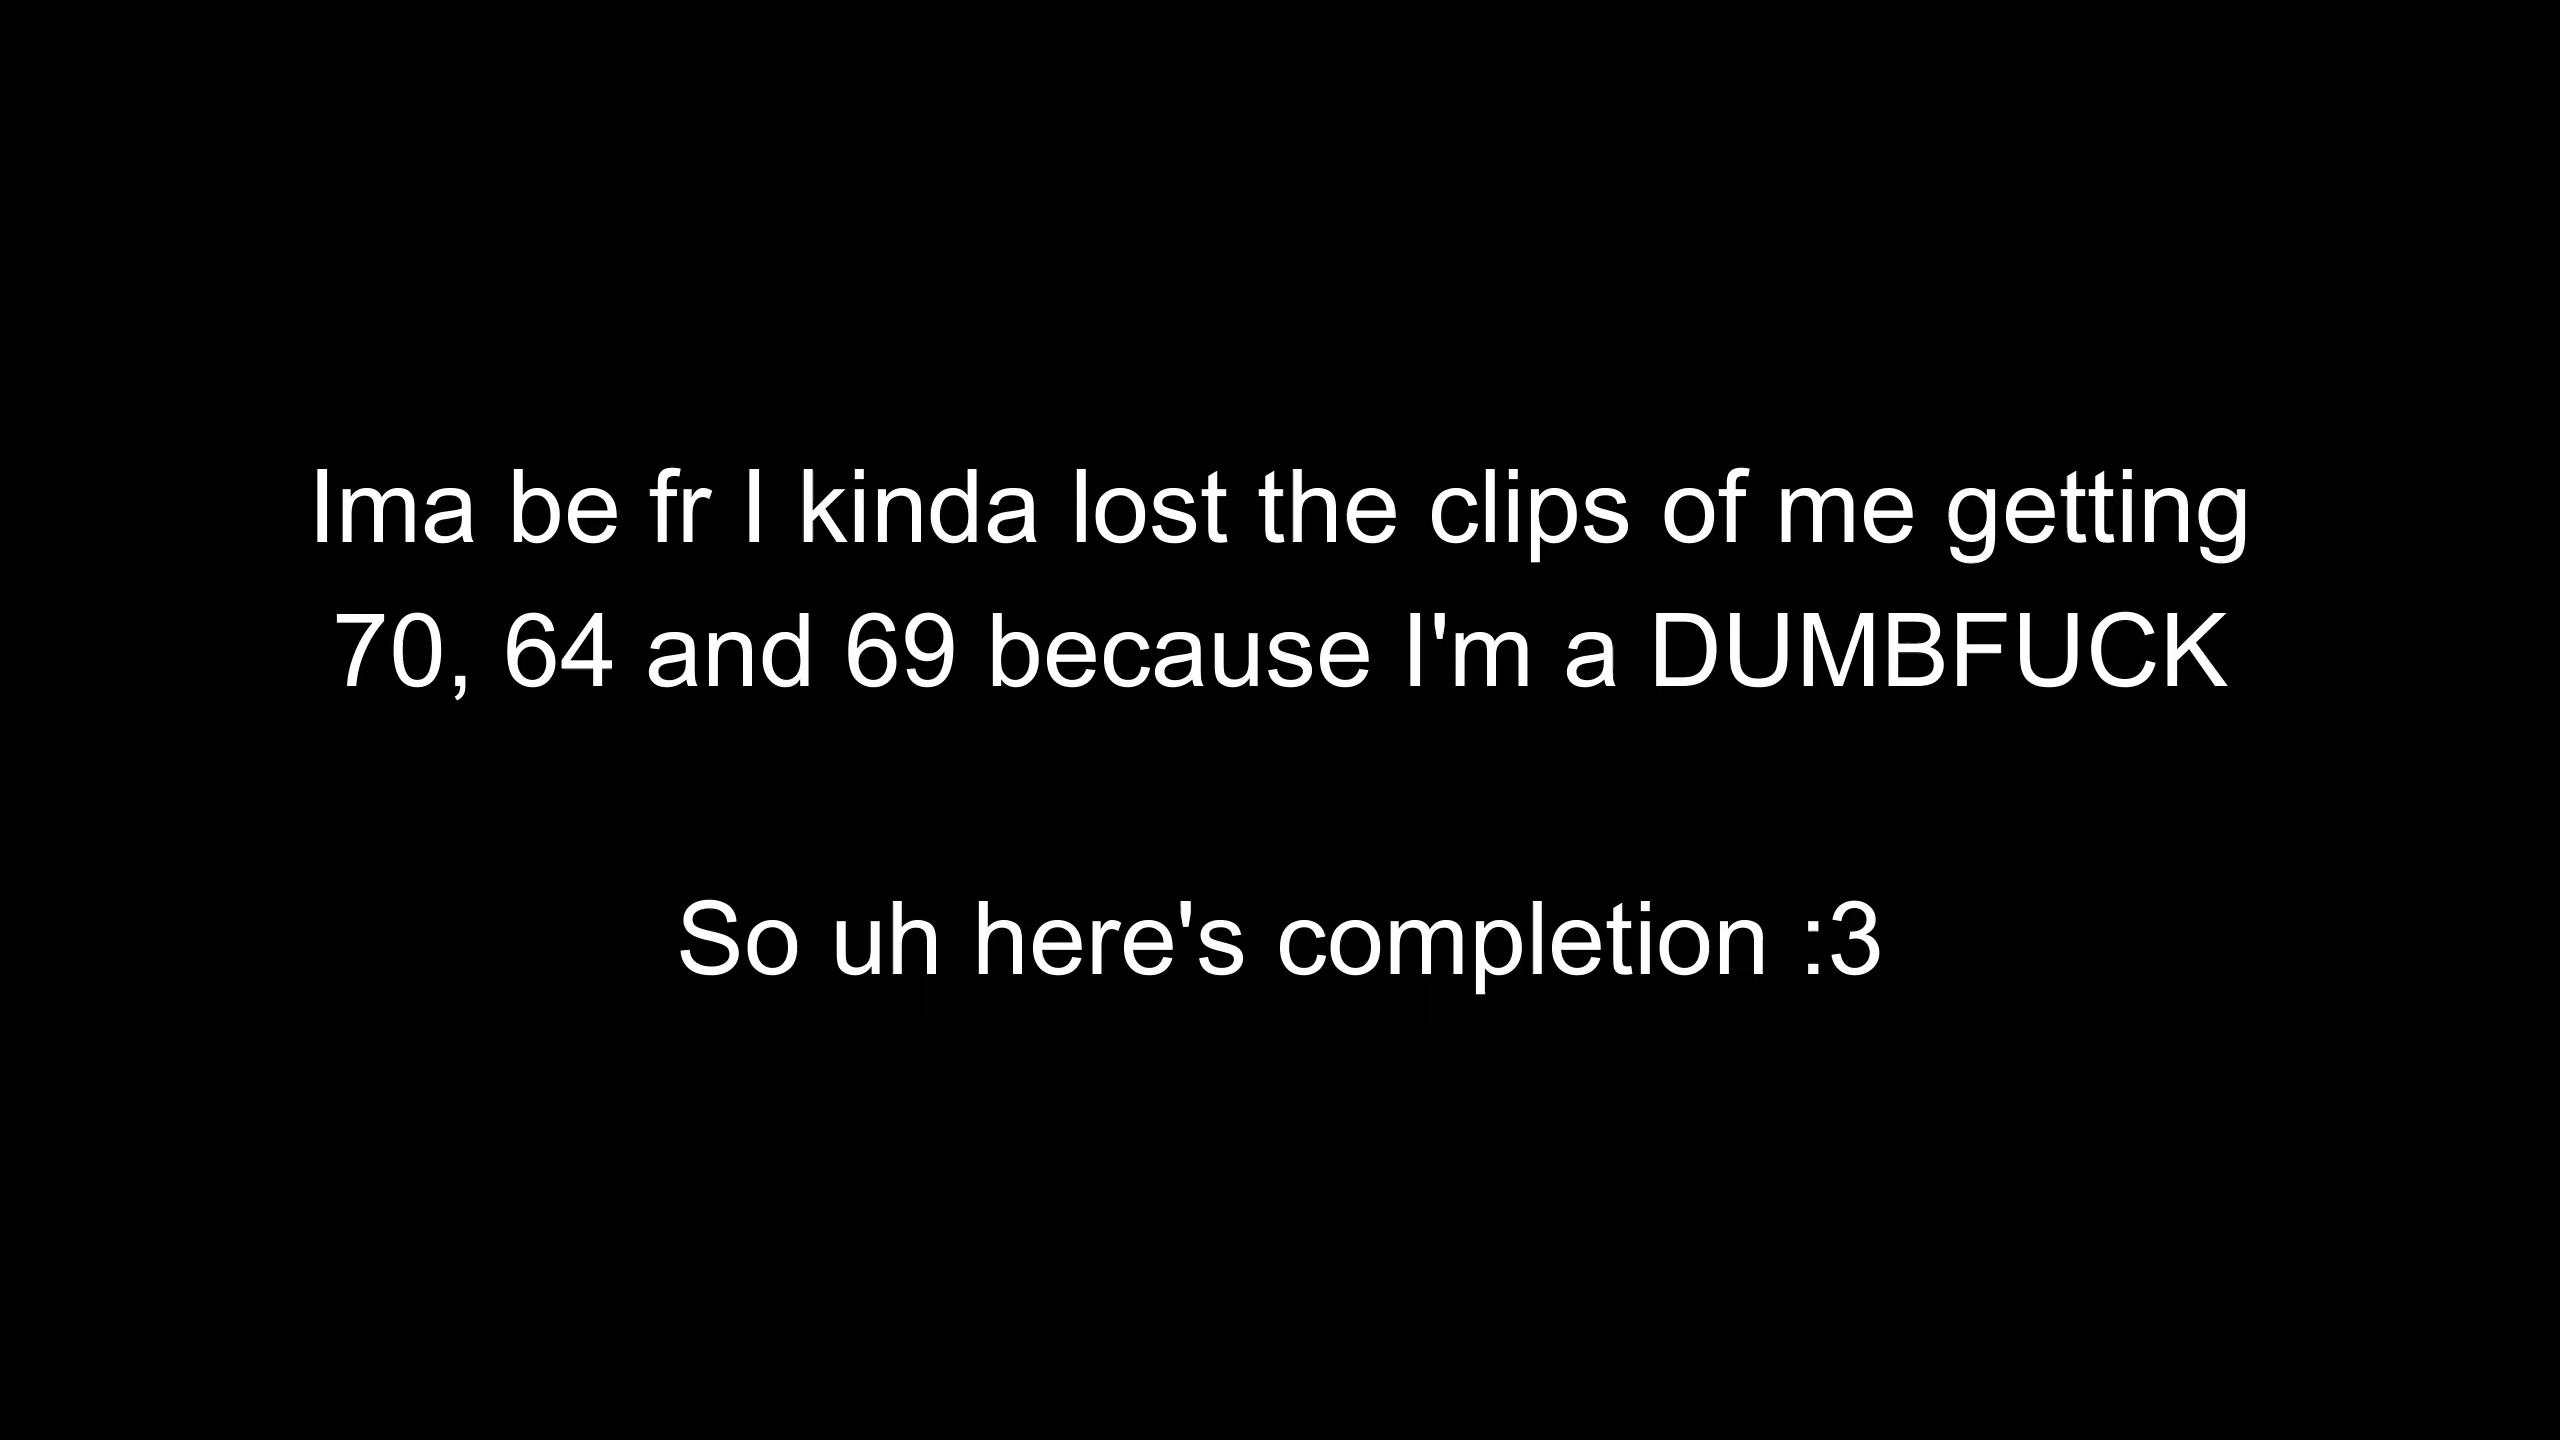 Ima be fr I kinda lost the clips of me getting
70, 64 and 69 because I'm a DUMBFUCK
So uh here's completion :3